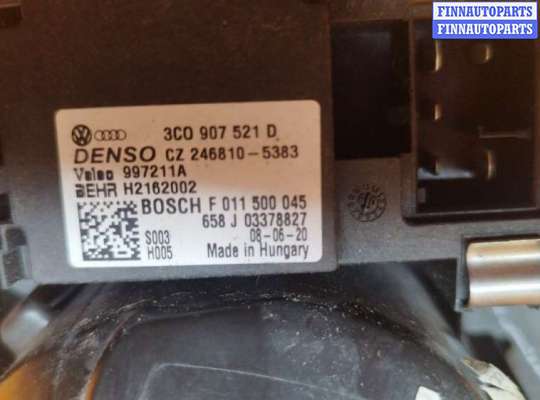 FINNAUTOPARTS
FINNAUTOPARTS
3C0 907 521 D
DENSO CZ 246810-5383
Valeo 997211A
BEHR H2162002
BOSCH F 011 500 045
658 J 03378827
S003 08-06-20
H005 Made in Hungary